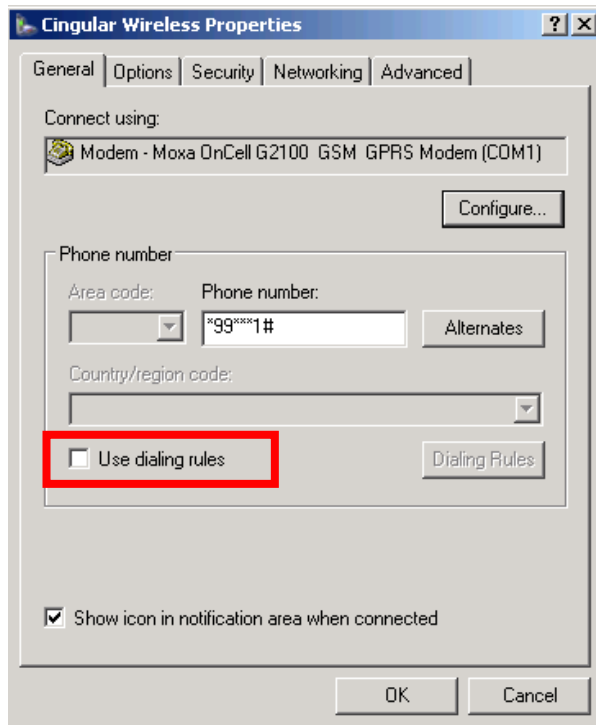 Cingular Wireless Properties ? X
General Options Security Networking Advanced
Connect using:
Modem - Moxa OnCell G2100 GSM GPRS Modem (COM1)
Configure...
Phone number
Area code: Phone number:
*99***1# Alternates
Country/region code:
Use dialing rules Dialing Rules
Show icon in notification area when connected
OK Cancel